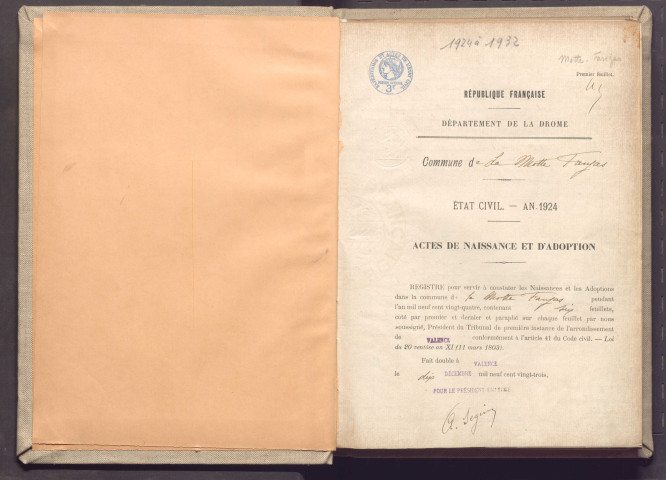 1924 à 1932
Motte-Fanjas
Premier feuillet.
RÉPUBLIQUE FRANÇAISE
DÉPARTEMENT DE LA DROME
Commune de La Motte Fanjas
ÉTAT CIVIL. — AN. 1924
ACTES DE NAISSANCE ET D'ADOPTION
REGISTRE pour servir à constater les Naissances et les Adoptions
dans la commune de la Motte Fanjas pendant
l'an mil neuf cent vingt-quatre, contenant six feuillets,
coté par premier et dernier et paraphé sur chaque feuillet par nous
soussigné, Président du Tribunal de première instance de l'arrondissement
de VALENCE conformément à l'article 41 du Code civil. — Loi
du 20 ventôse an XI (11 mars 1803).
Fait double à VALENCE
le dix DÉCEMBRE mil neuf cent vingt-trois,
POUR LE PRÉSIDENT